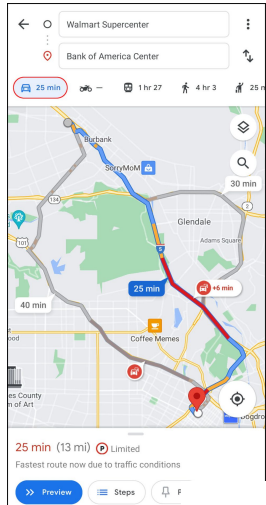 Walmart Supercenter
Bank of America Center
25 min
—
1 hr 27
4 hr 3
25 n
Burbank
SorryMoM
30 min
134
2
Glendale
Adams Square
5
101
25 min
+6 min
40 min
Coffee Memes
ood
es County
m of Art
Dogdro
25 min (13 mi) P Limited
Fastest route now due to traffic conditions
Preview
Steps
P